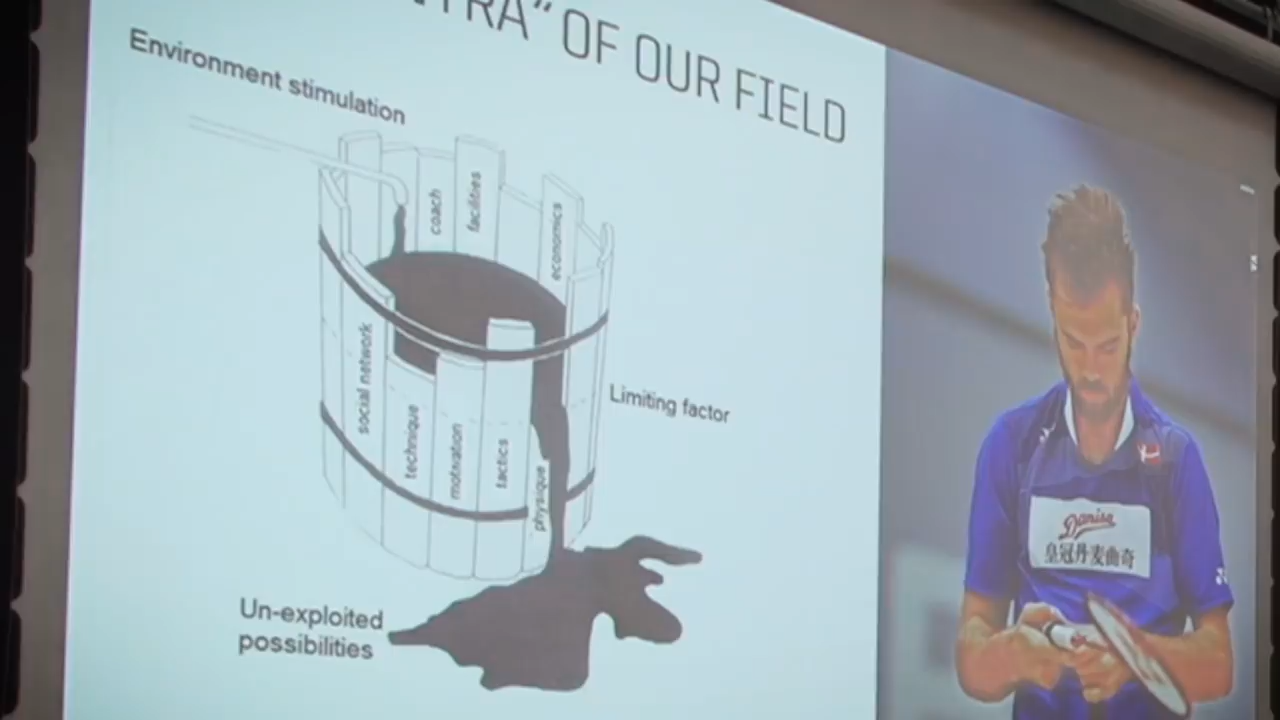 OF OUR FIELD
Environment stimulation
coach
facilities
economics
social network
technique
motivation
tactics
physique
Limiting factor
Un-exploited
possibilities
Danisa
皇冠丹麦曲奇